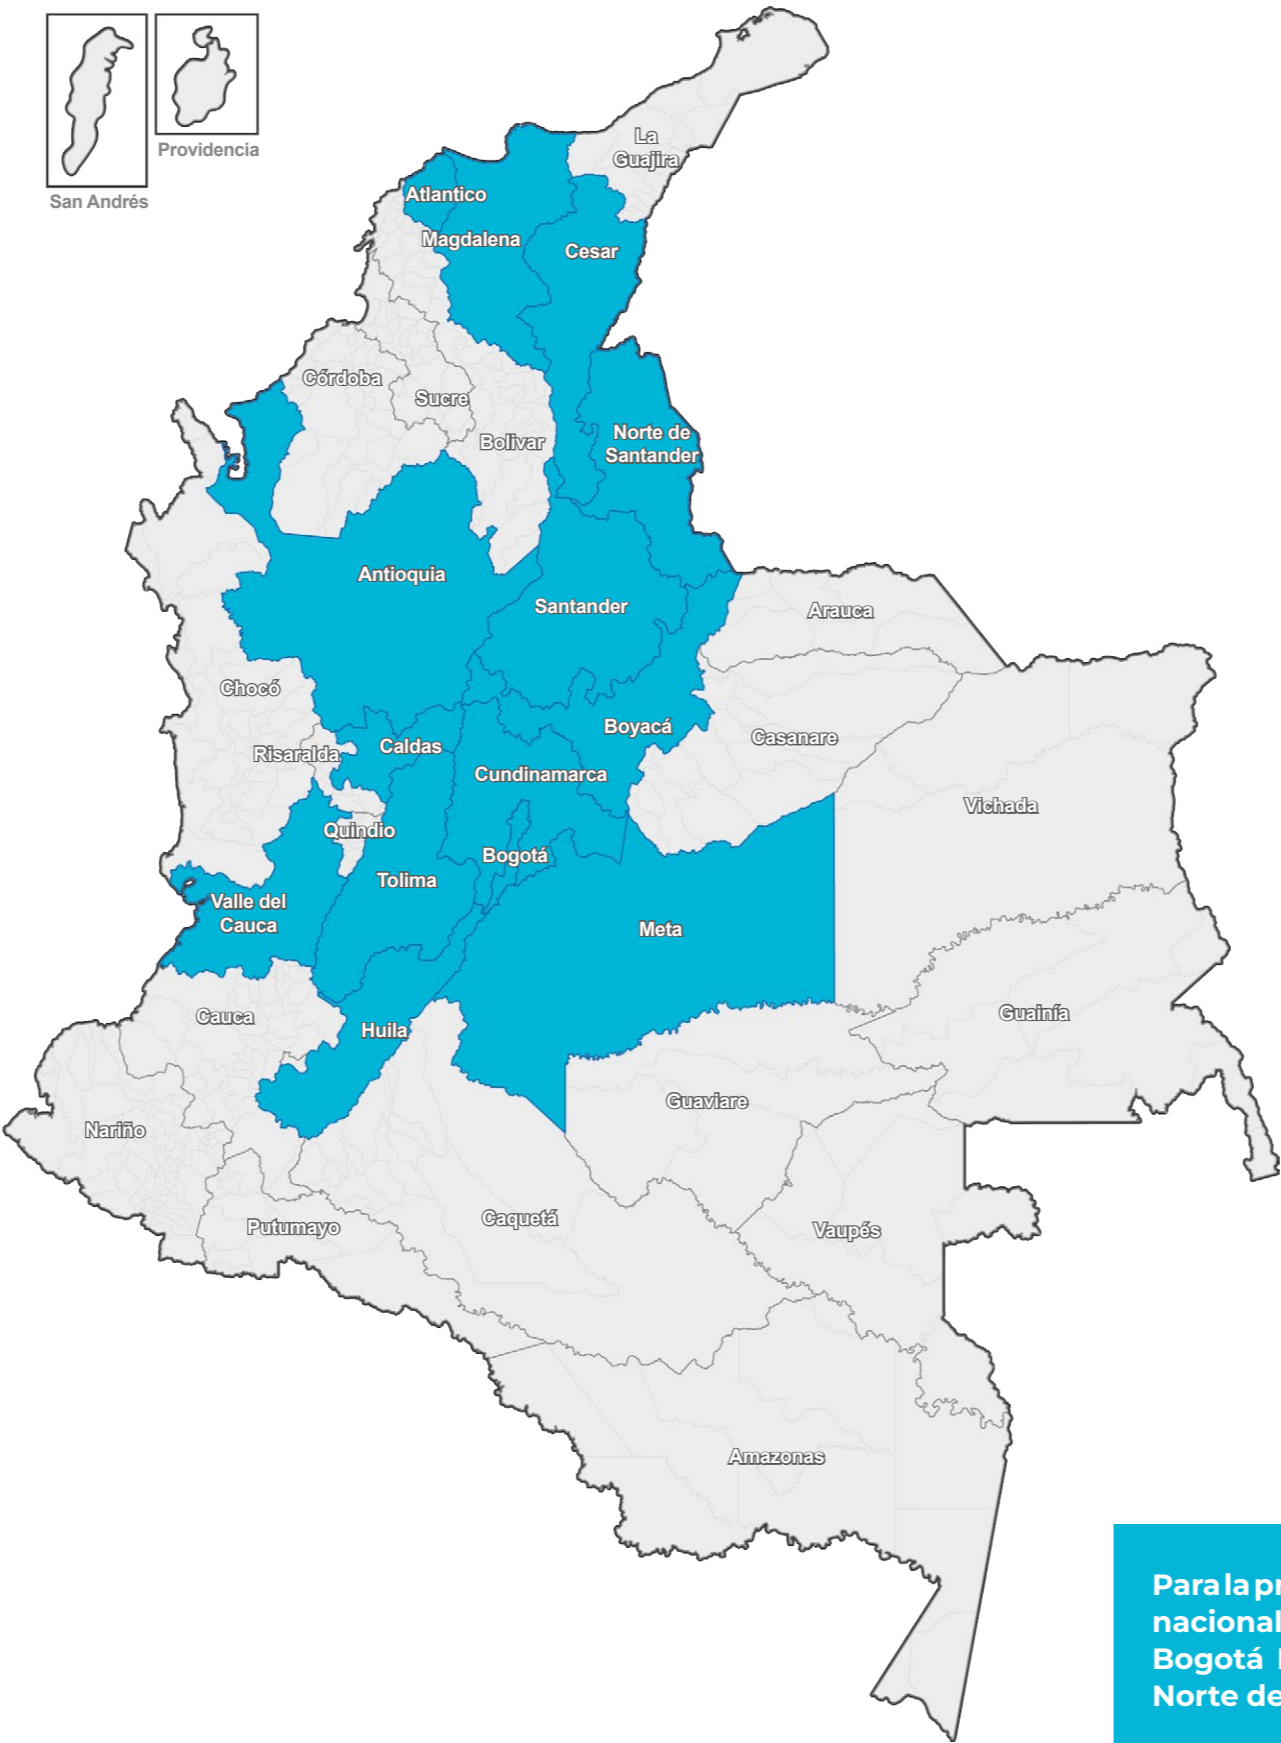 Providencia
San Andrés
La
Guajira
Atlantico
Magdalena
Cesar
Córdoba
Sucre
Bolivar
Norte de
Santander
Antioquia
Santander
Arauca
Chocó
Boyacá
Risaralda
Caldas
Casanare
Cundinamarca
Vichada
Quindio
Bogotá
Tolima
Valle del
Cauca
Meta
Cauca
Huila
Guainía
Guaviare
Nariño
Putumayo
Caquetá
Vaupés
Amazonas
Para la
nacional
Bogotá
Norte de